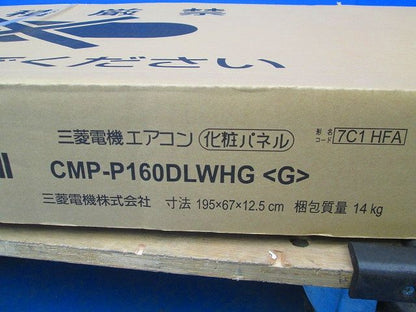 ください
三菱電機 エアコン 化粧パネル 形名コード 7C1 HFA
CMP-P160DLWHG <G>
三菱電機株式会社 寸法 195×67×12.5 cm 梱包質量 14 kg